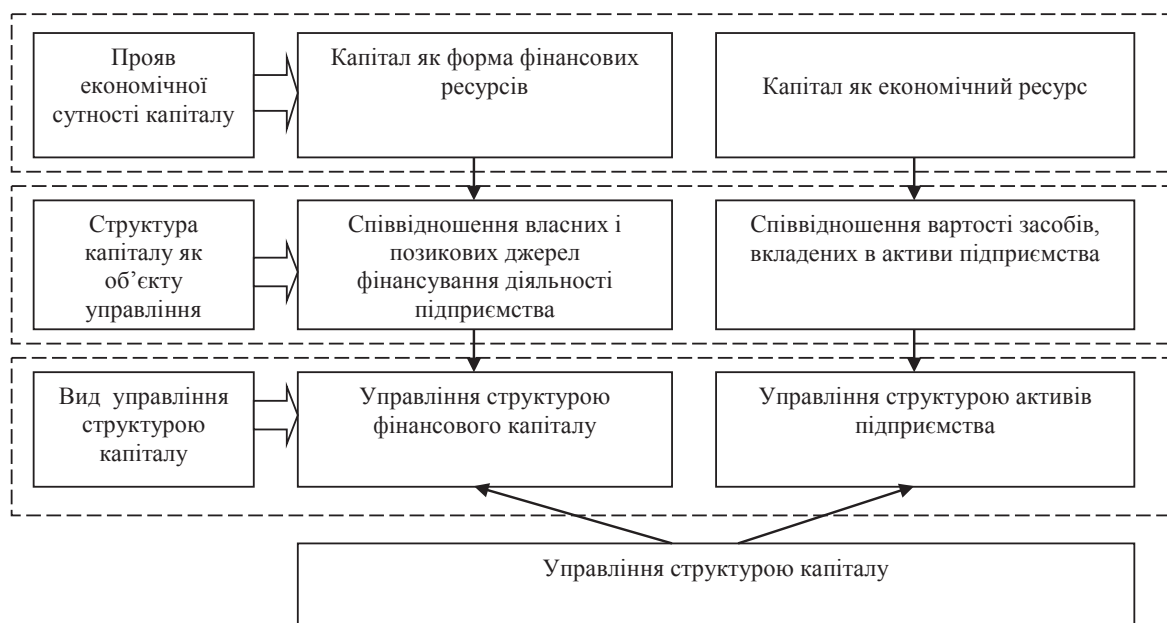 Прояв
економічної
сутності капіталу
Капітал як форма фінансових
ресурсів
Капітал як економічний ресурс
Структура
капіталу як
об’єкту
управління
Співвідношення власних і
позикових джерел
фінансування діяльності
підприємства
Співвідношення вартості засобів,
вкладених в активи підприємства
Вид управління
структурою
капіталу
Управління структурою
фінансового капіталу
Управління структурою активів
підприємства
Управління структурою капіталу